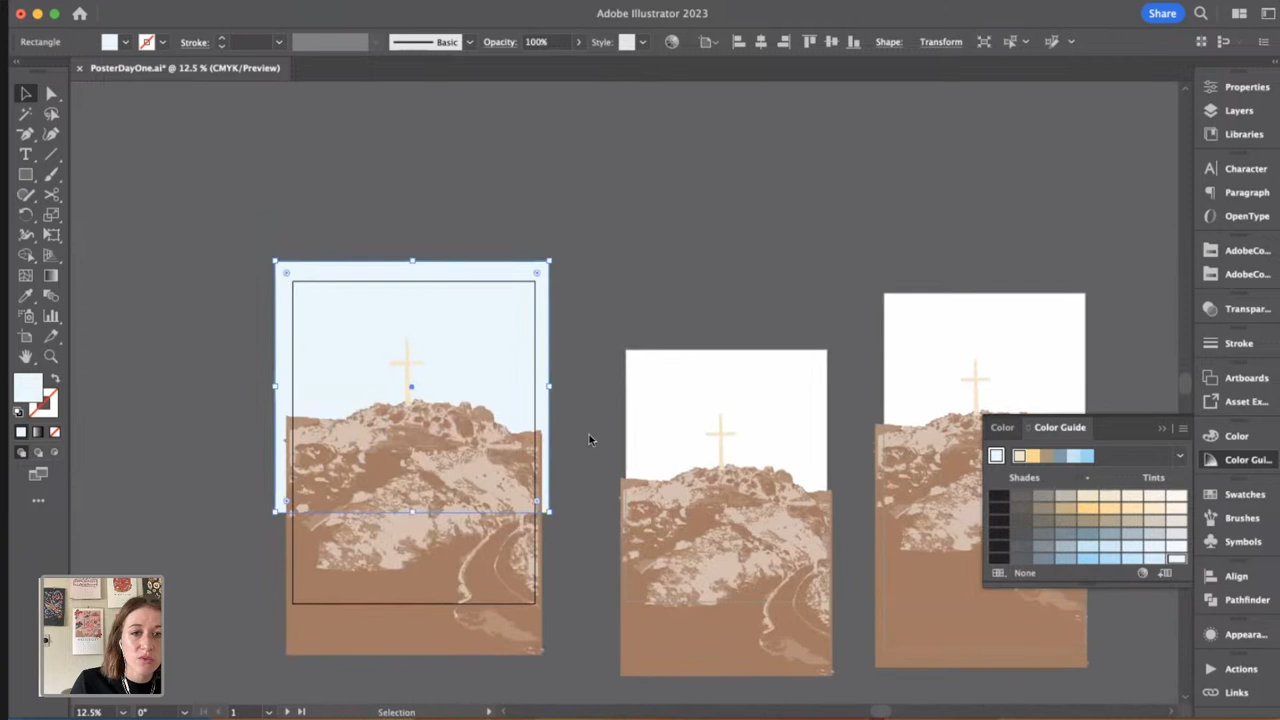 Adobe Illustrator 2023
Share
Rectangle
Stroke:
Basic
Opacity:
100%
Style:
Shape:
Transform
× PosterDayOne.ai* @ 12.5 % (CMYK/Preview)
Properties
Layers
Libraries
Character
Paragraph
OpenType
AdobeCo...
AdobeCo...
Transpar...
Stroke
Artboards
Asset Ex...
Color
Color Gui...
Swatches
Brushes
Symbols
Align
Pathfinder
Appeara...
Actions
Links
Color
Color Guide
Shades
Tints
None
12.5%
0°
1
Selection